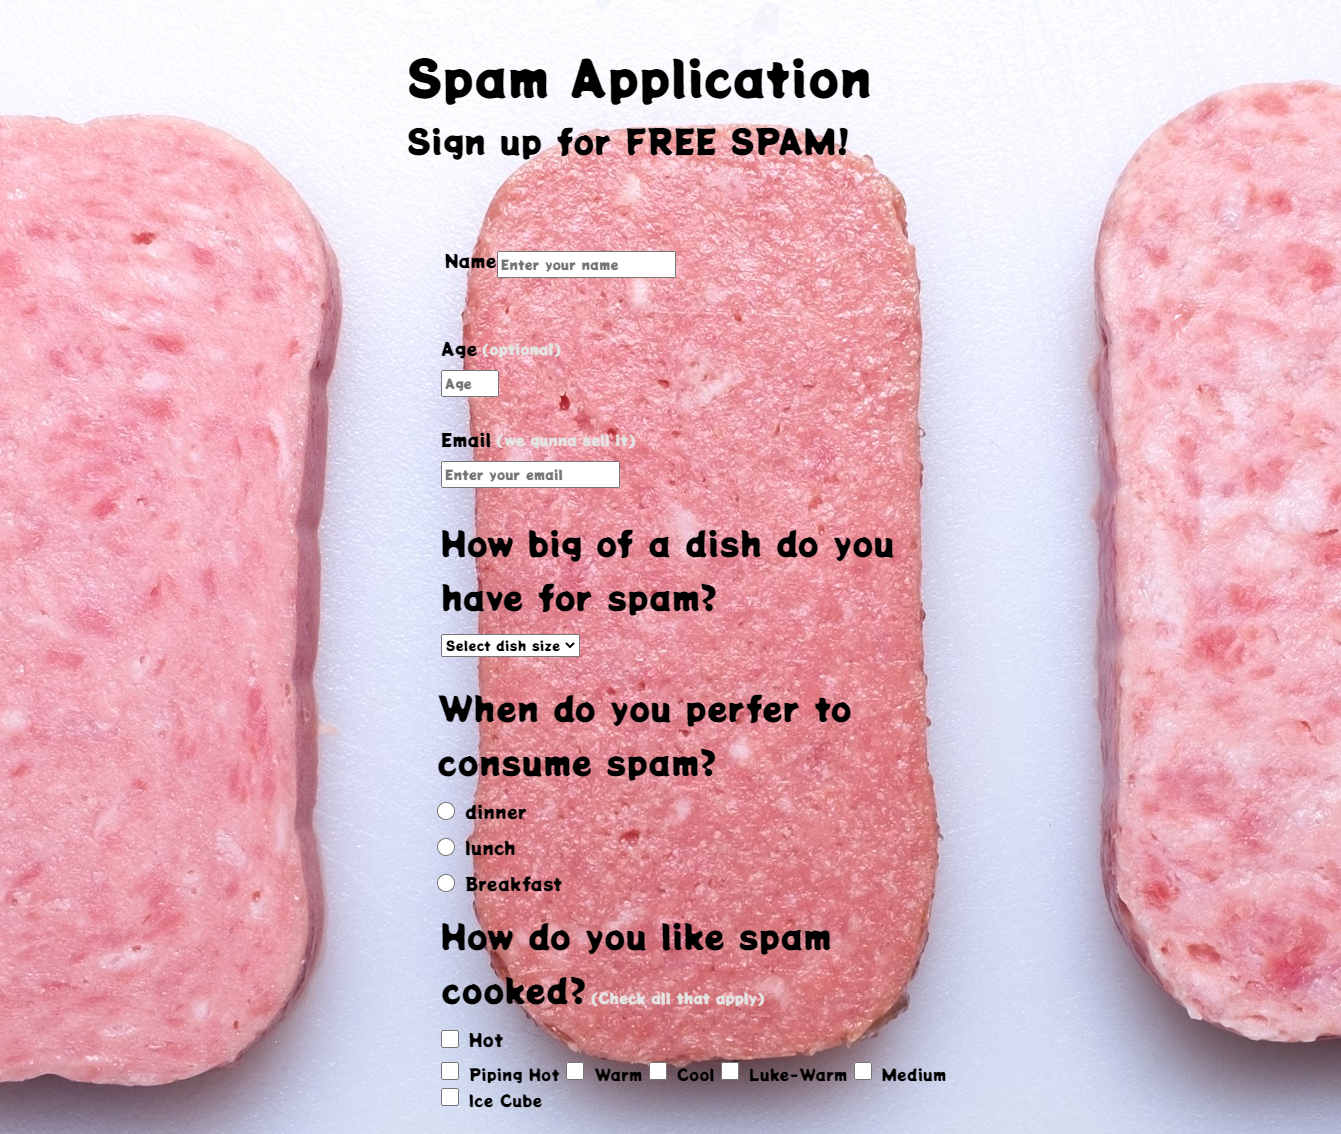 Spam Application
Sign up for FREE SPAM!
Name Enter your name
Age (optional)
Age
Email (we gunna sell it)
Enter your email
How big of a dish do you
have for spam?
Select dish size
When do you perfer to
consume spam?
dinner
lunch
Breakfast
How do you like spam
cooked? (Check all that apply)
Hot
Piping Hot Warm Cool Luke-Warm Medium
Ice Cube